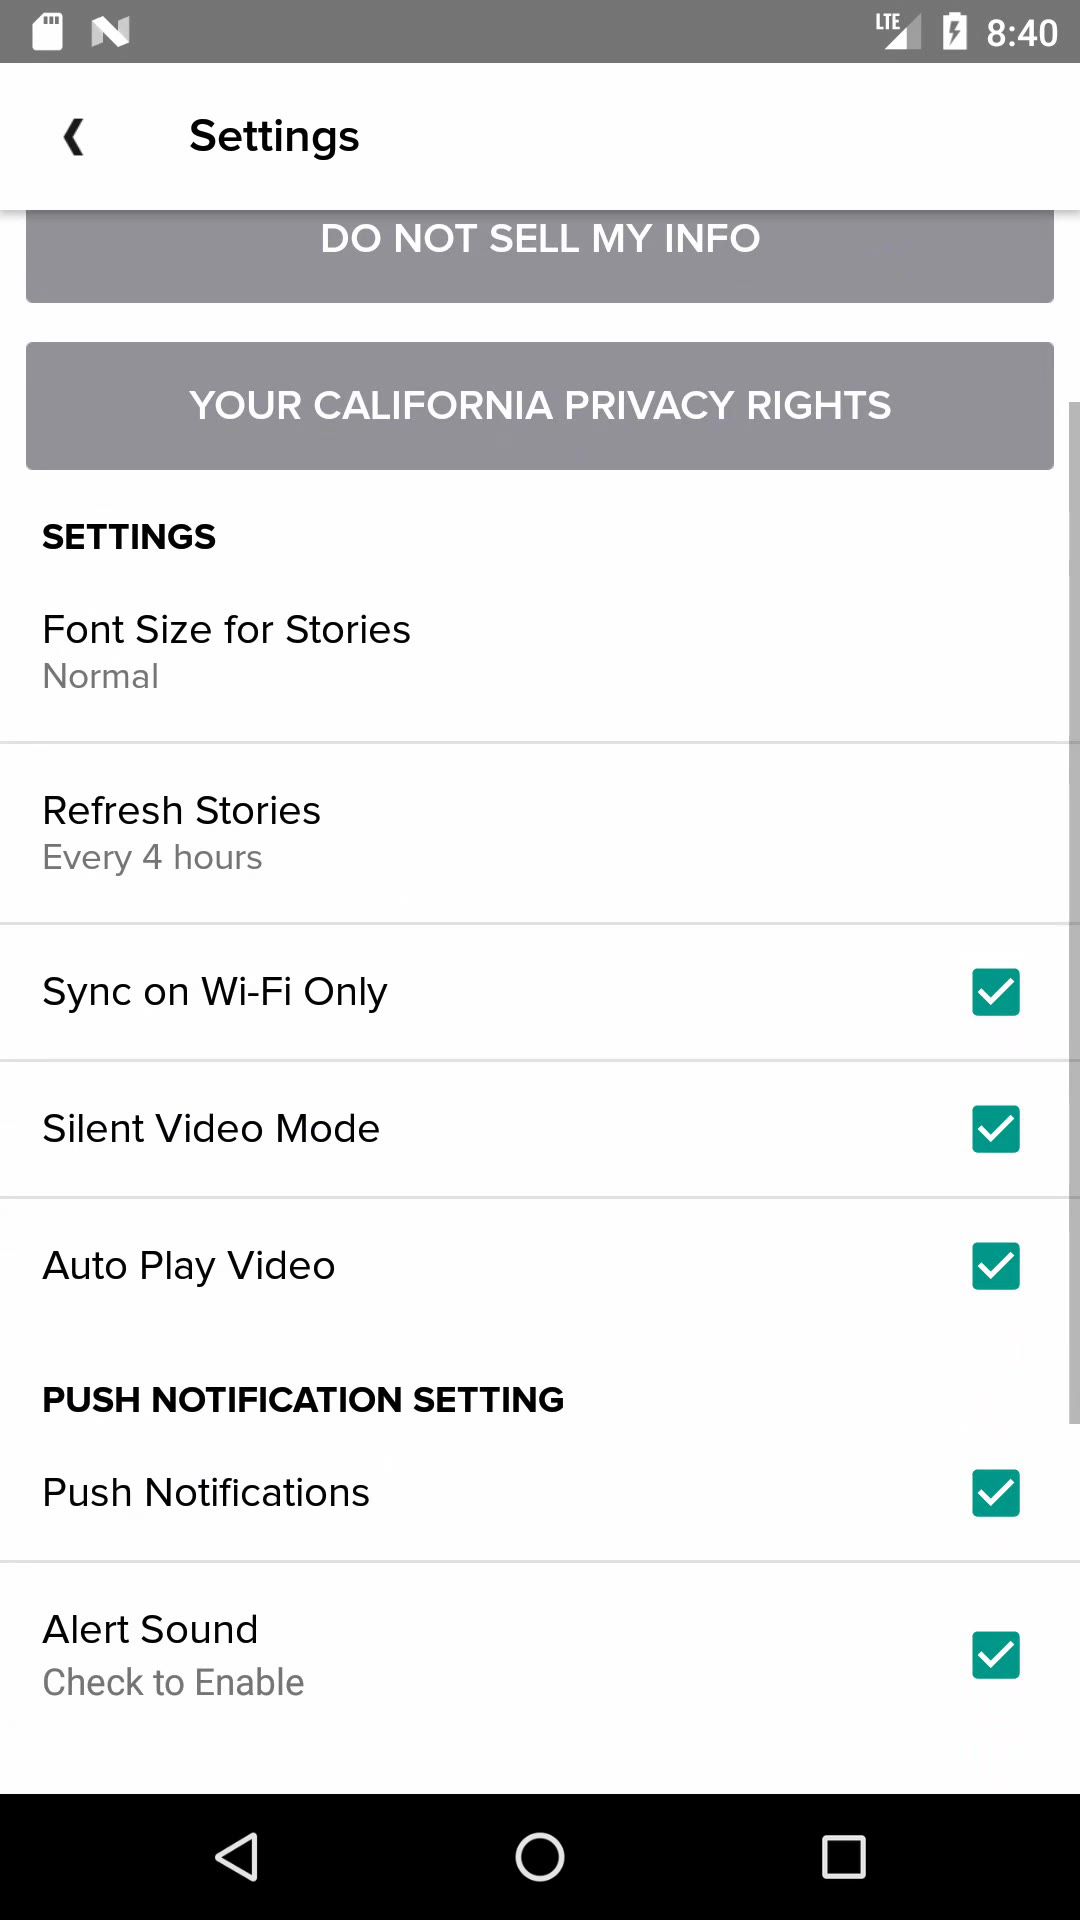 LTE 8:40
Settings
DO NOT SELL MY INFO
YOUR CALIFORNIA PRIVACY RIGHTS
SETTINGS
Font Size for Stories
Normal
Refresh Stories
Every 4 hours
Sync on Wi-Fi Only
Silent Video Mode
Auto Play Video
PUSH NOTIFICATION SETTING
Push Notifications
Alert Sound
Check to Enable